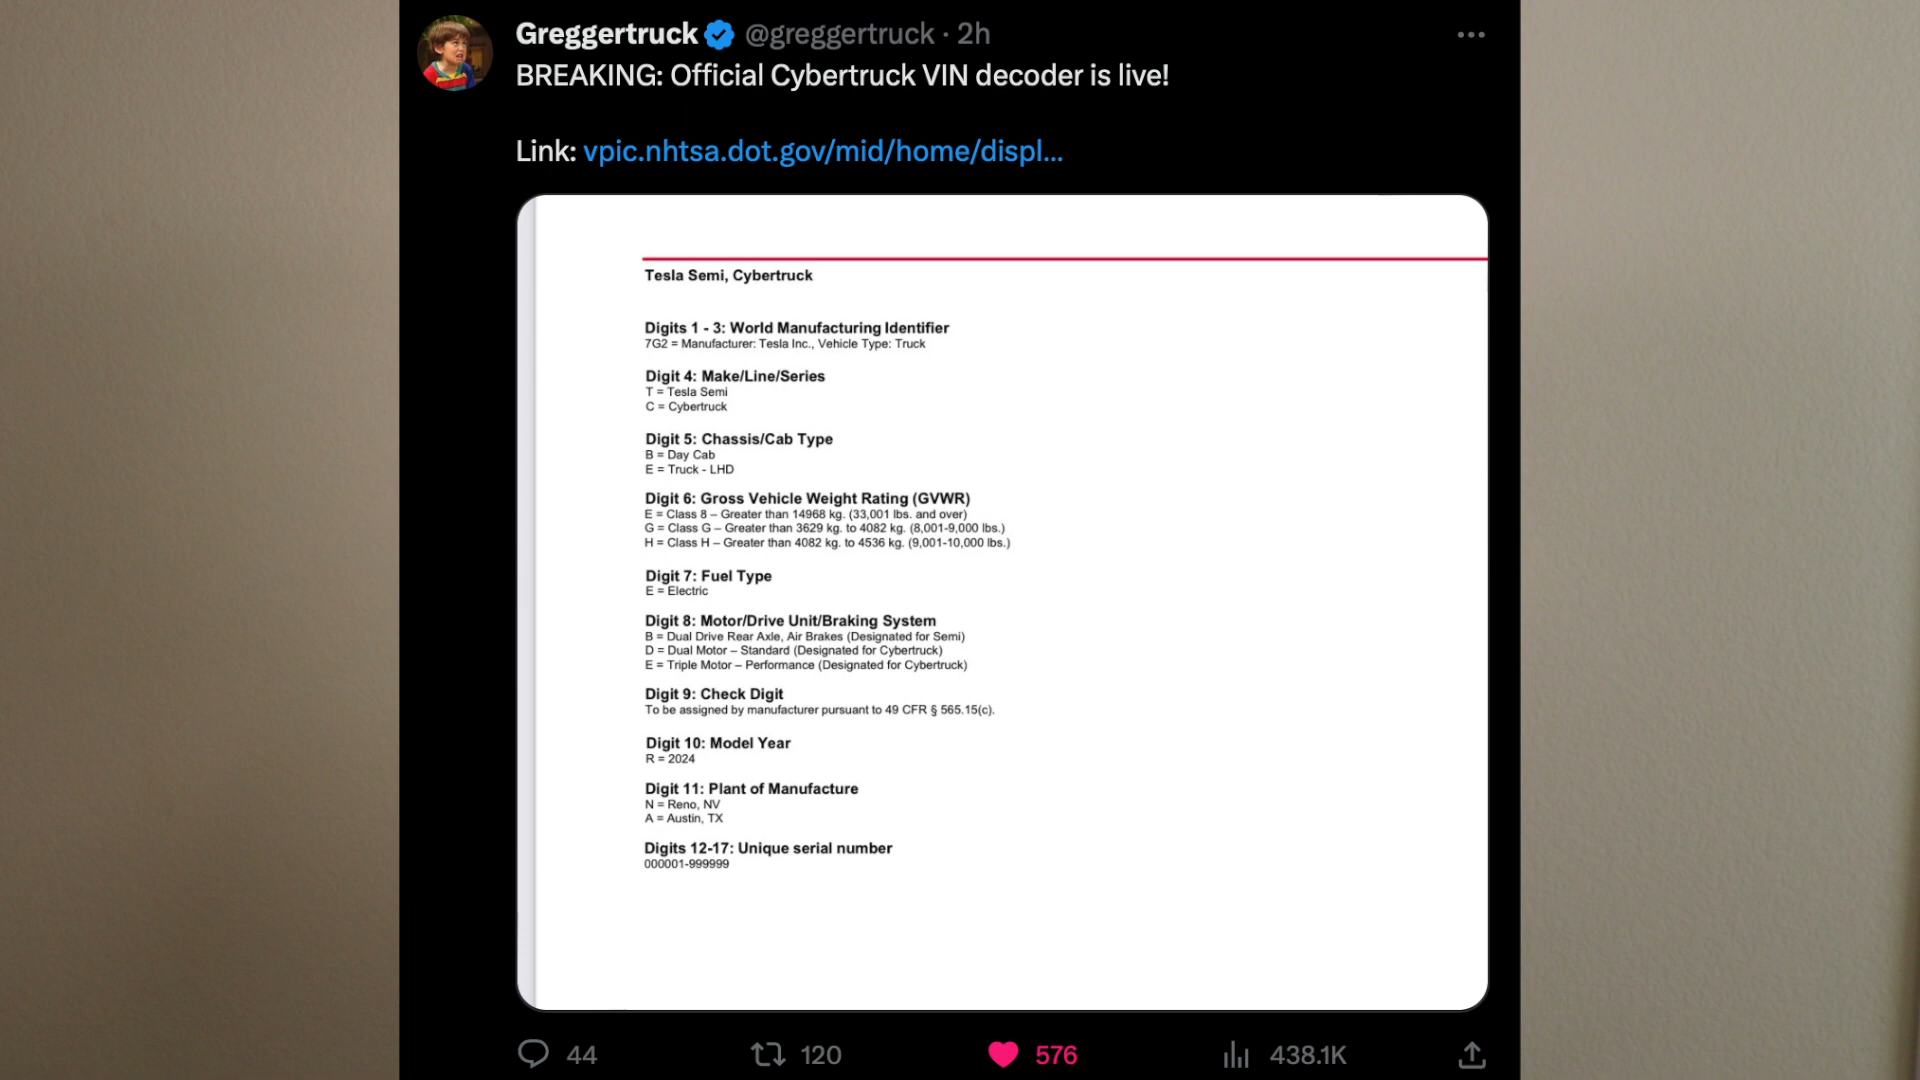 Greggertruck @greggertruck · 2h
BREAKING: Official Cybertruck VIN decoder is live!
Link: vpic.nhtsa.dot.gov/mid/home/displ...
Tesla Semi, Cybertruck
Digits 1 - 3: World Manufacturing Identifier
7G2 = Manufacturer: Tesla Inc., Vehicle Type: Truck
Digit 4: Make/Line/Series
T = Tesla Semi
C = Cybertruck
Digit 5: Chassis/Cab Type
B = Day Cab
E = Truck - LHD
Digit 6: Gross Vehicle Weight Rating (GVWR)
E = Class 8 – Greater than 14968 kg. (33,001 lbs. and over)
G = Class G – Greater than 3629 kg. to 4082 kg. (8,001-9,000 lbs.)
H = Class H – Greater than 4082 kg. to 4536 kg. (9,001-10,000 lbs.)
Digit 7: Fuel Type
E = Electric
Digit 8: Motor/Drive Unit/Braking System
B = Dual Drive Rear Axle, Air Brakes (Designated for Semi)
D = Dual Motor – Standard (Designated for Cybertruck)
E = Triple Motor – Performance (Designated for Cybertruck)
Digit 9: Check Digit
To be assigned by manufacturer pursuant to 49 CFR § 565.15(c).
Digit 10: Model Year
R = 2024
Digit 11: Plant of Manufacture
N = Reno, NV
A = Austin, TX
Digits 12-17: Unique serial number
000001-999999
44 120 576 438.1K